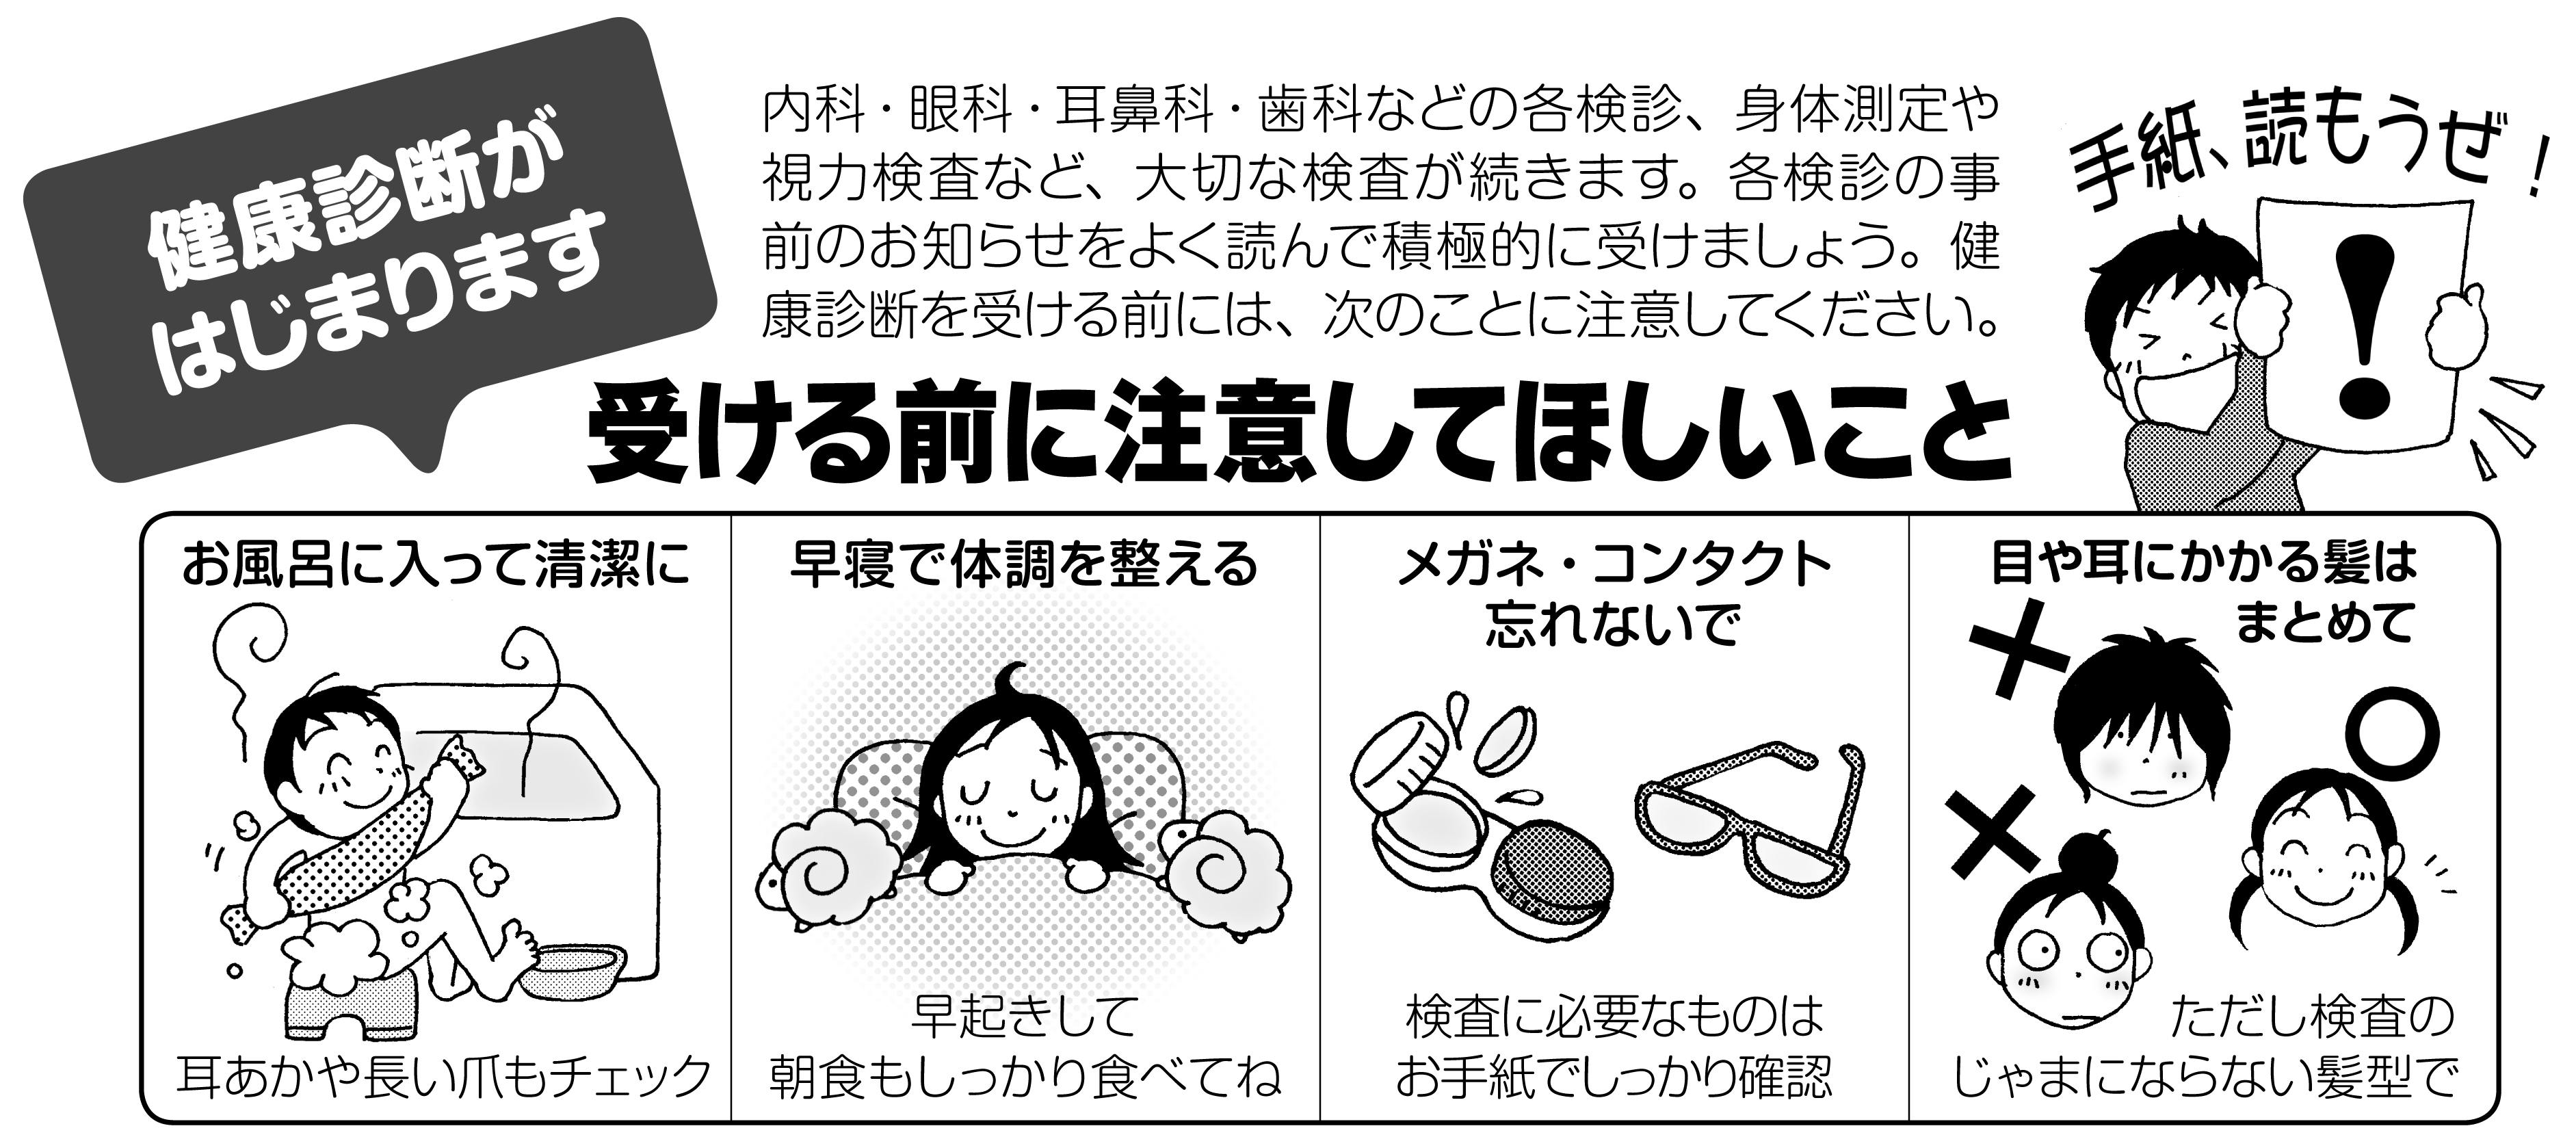 健康診断が
はじまります
内科・眼科・耳鼻科・歯科などの各検診、身体測定や
視力検査など、大切な検査が続きます。各検診の事
前のお知らせをよく読んで積極的に受けましょう。健
康診断を受ける前には、次のことに注意してください。
手紙、読もうぜ！
！
受ける前に注意してほしいこと
お風呂に入って清潔に
耳あかや長い爪もチェック
早寝で体調を整える
早起きして
朝食もしっかり食べてね
メガネ・コンタクト
忘れないで
検査に必要なものは
お手紙でしっかり確認
目や耳にかかる髪は
まとめて
ただし検査の
じゃまにならない髪型で